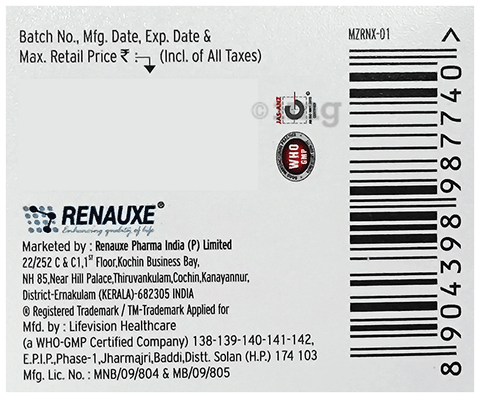 Batch No., Mfg. Date, Exp. Date &
Max. Retail Price ₹ : (Incl. of All Taxes)
MZRNX-01
JAS-ANZ
WHO
GMP
RENAUXE®
Enhancing quality of life
Marketed by : Renauxe Pharma India (P) Limited
22/252 C & C1,1st Floor,Kochin Business Bay,
NH 85,Near Hill Palace,Thiruvankulam,Cochin,Kanayannur,
District-Ernakulam (KERALA)-682305 INDIA
® Registered Trademark / TM-Trademark Applied for
Mfd. by : Lifevision Healthcare
(a WHO-GMP Certified Company) 138-139-140-141-142,
E.P.I.P.,Phase-1,Jharmajri,Baddi,Distt. Solan (H.P.) 174 103
Mfg. Lic. No. : MNB/09/804 & MB/09/805
8 904398 987740 >